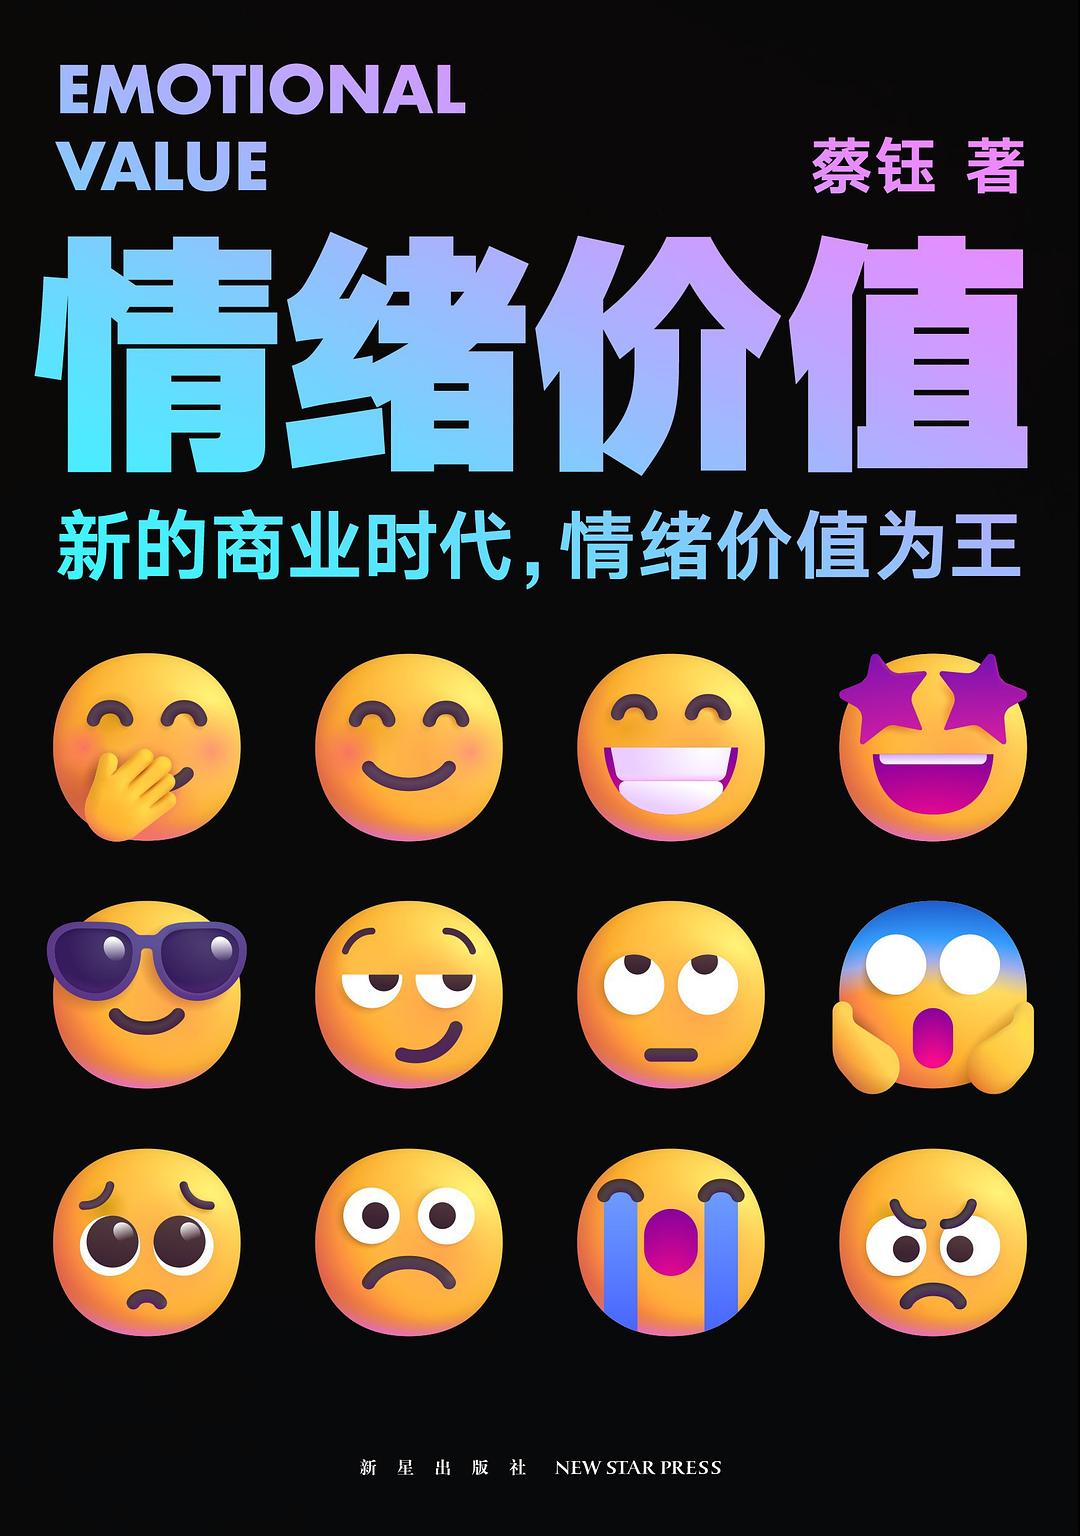 EMOTIONAL
VALUE
蔡钰 著
情绪价值
新的商业时代,情绪价值为王
新星出版社 NEW STAR PRESS